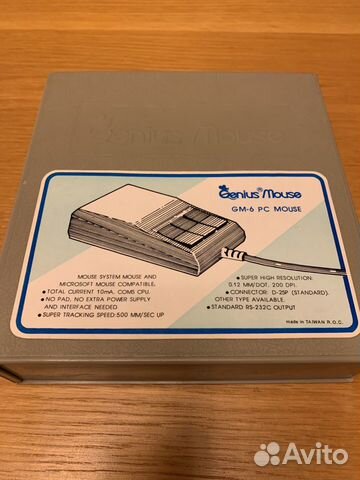 Genius Mouse
Genius® Mouse
GM-6 PC MOUSE
MOUSE SYSTEM MOUSE AND
MICROSOFT MOUSE COMPATIBLE.
● TOTAL CURRENT 10mA. COMS CPU.
● NO PAD, NO EXTRA POWER SUPPLY
AND INTERFACE NEEDED.
● SUPER TRACKING SPEED:500 MM/SEC UP
● SUPER HIGH RESOLUTION:
0.12 MM/DOT, 200 DPI.
● CONNECTOR: D-25P (STANDARD).
OTHER TYPE AVAILABLE.
● STANDARD RS-232C OUTPUT
made in TAIWAN R.O.C.
Avito